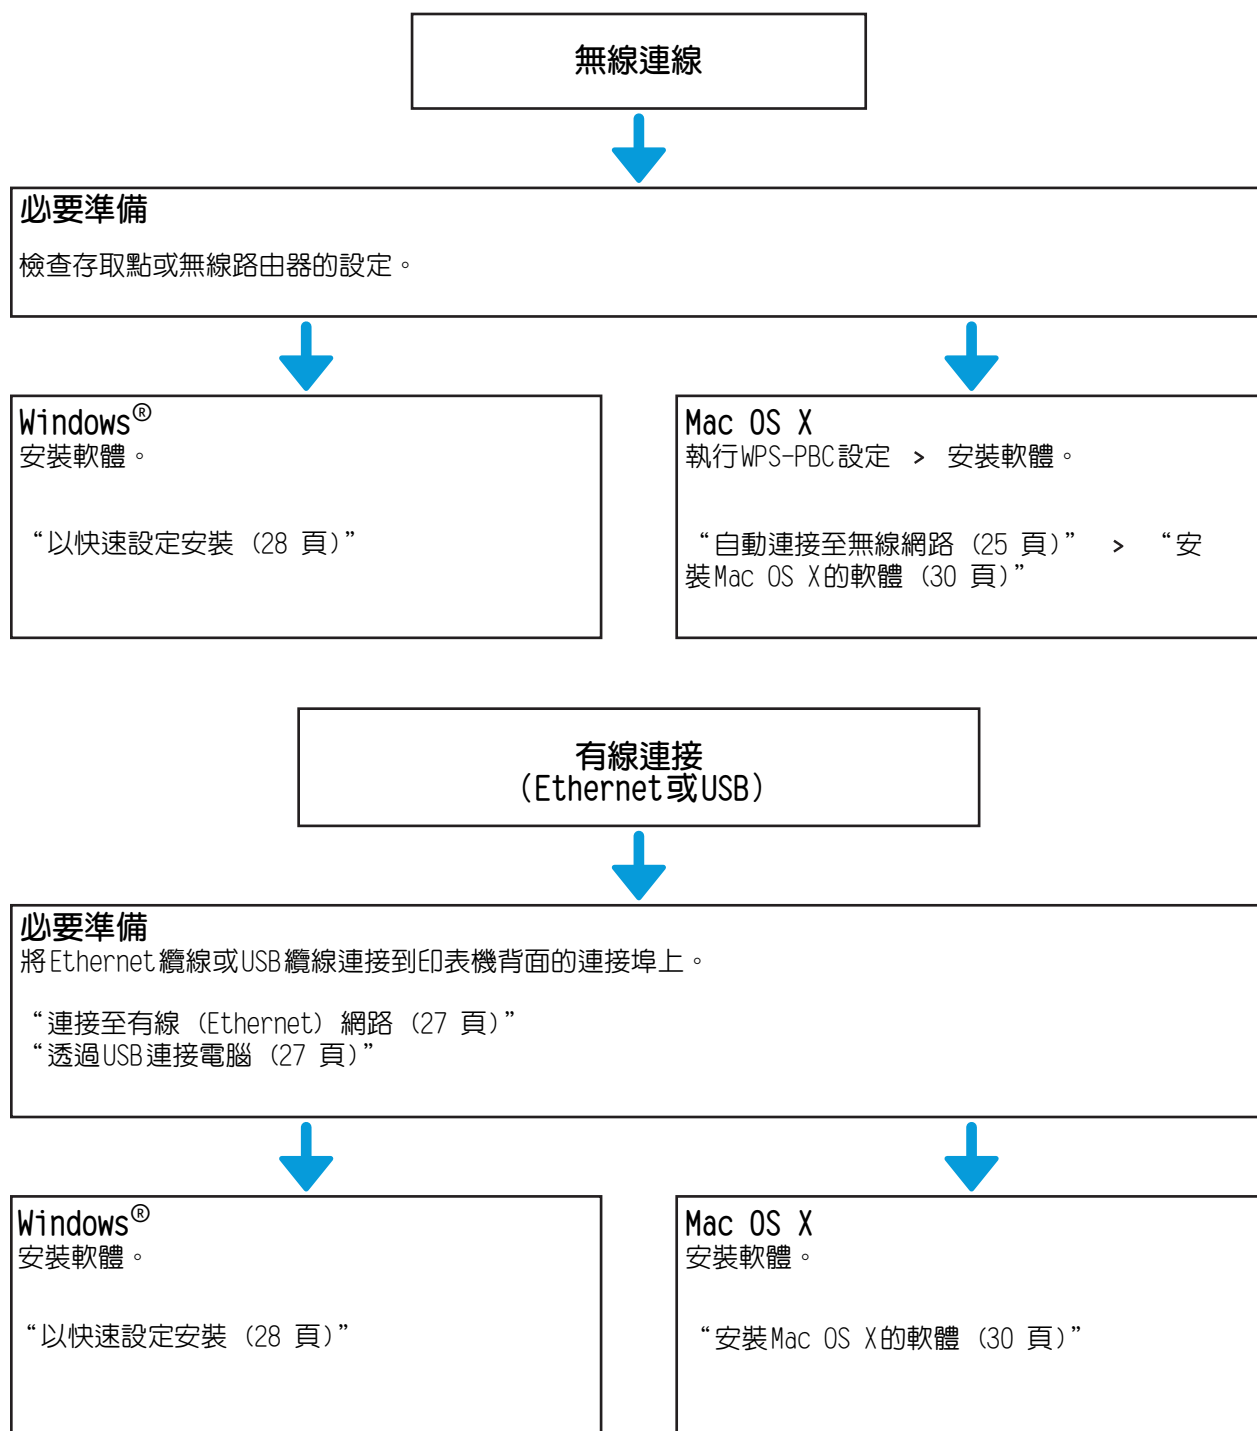 無線連線
必要準備
檢查存取點或無線路由器的設定。
Windows®
安裝軟體。
“以快速設定安裝 (28 頁)”
Mac OS X
執行WPS-PBC設定 > 安裝軟體。
“自動連接至無線網路 (25 頁)” > “安
裝Mac OS X的軟體 (30 頁)”
有線連接
(Ethernet或USB)
必要準備
將Ethernet纜線或USB纜線連接到印表機背面的連接埠上。
“連接至有線 (Ethernet) 網路 (27 頁)”
“透過USB連接電腦 (27 頁)”
Windows®
安裝軟體。
“以快速設定安裝 (28 頁)”
Mac OS X
安裝軟體。
“安裝Mac OS X的軟體 (30 頁)”